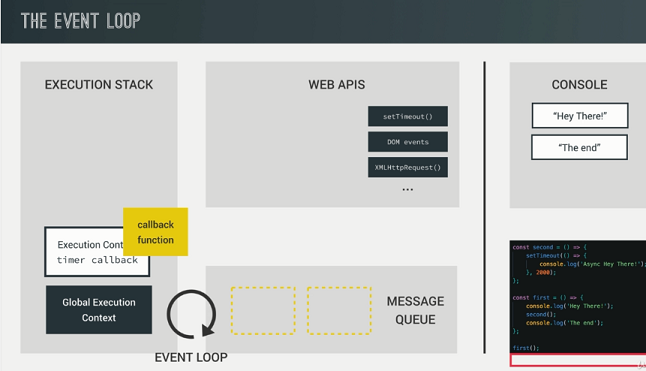 THE EVENT LOOP
EXECUTION STACK
WEB APIS
CONSOLE
setTimeout()
DOM events
XMLHttpRequest()
...
"Hey There!"
"The end"
callback
function
Execution Cont
timer callback
Global Execution
Context
EVENT LOOP
MESSAGE
QUEUE
const second = () => {
setTimeout(() => {
console.log('Async Hey There!');
}, 2000);
};
const first = () => {
console.log('Hey There!');
second();
console.log('The end');
};
first();